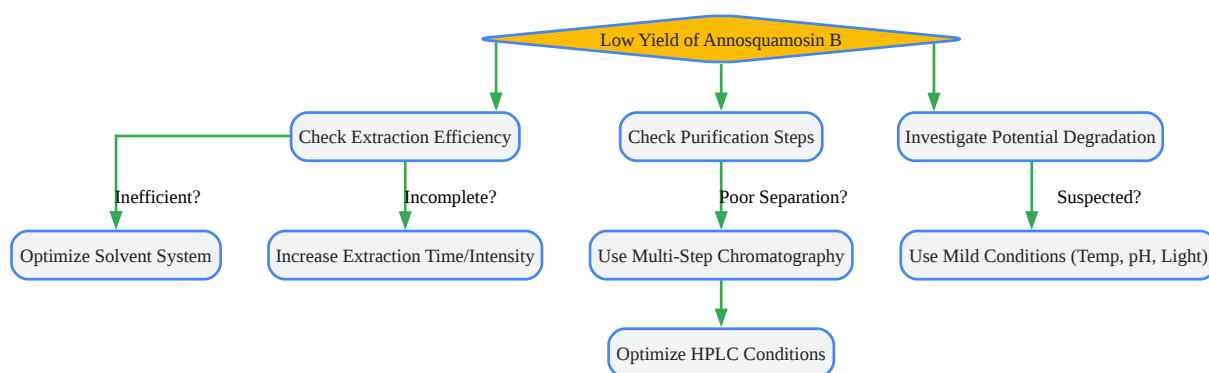 Low Yield of Annosquamosin B
Check Extraction Efficiency
Check Purification Steps
Investigate Potential Degradation
Inefficient?
Incomplete?
Poor Separation?
Suspected?
Optimize Solvent System
Increase Extraction Time/Intensity
Use Multi-Step Chromatography
Use Mild Conditions (Temp, pH, Light)
Optimize HPLC Conditions